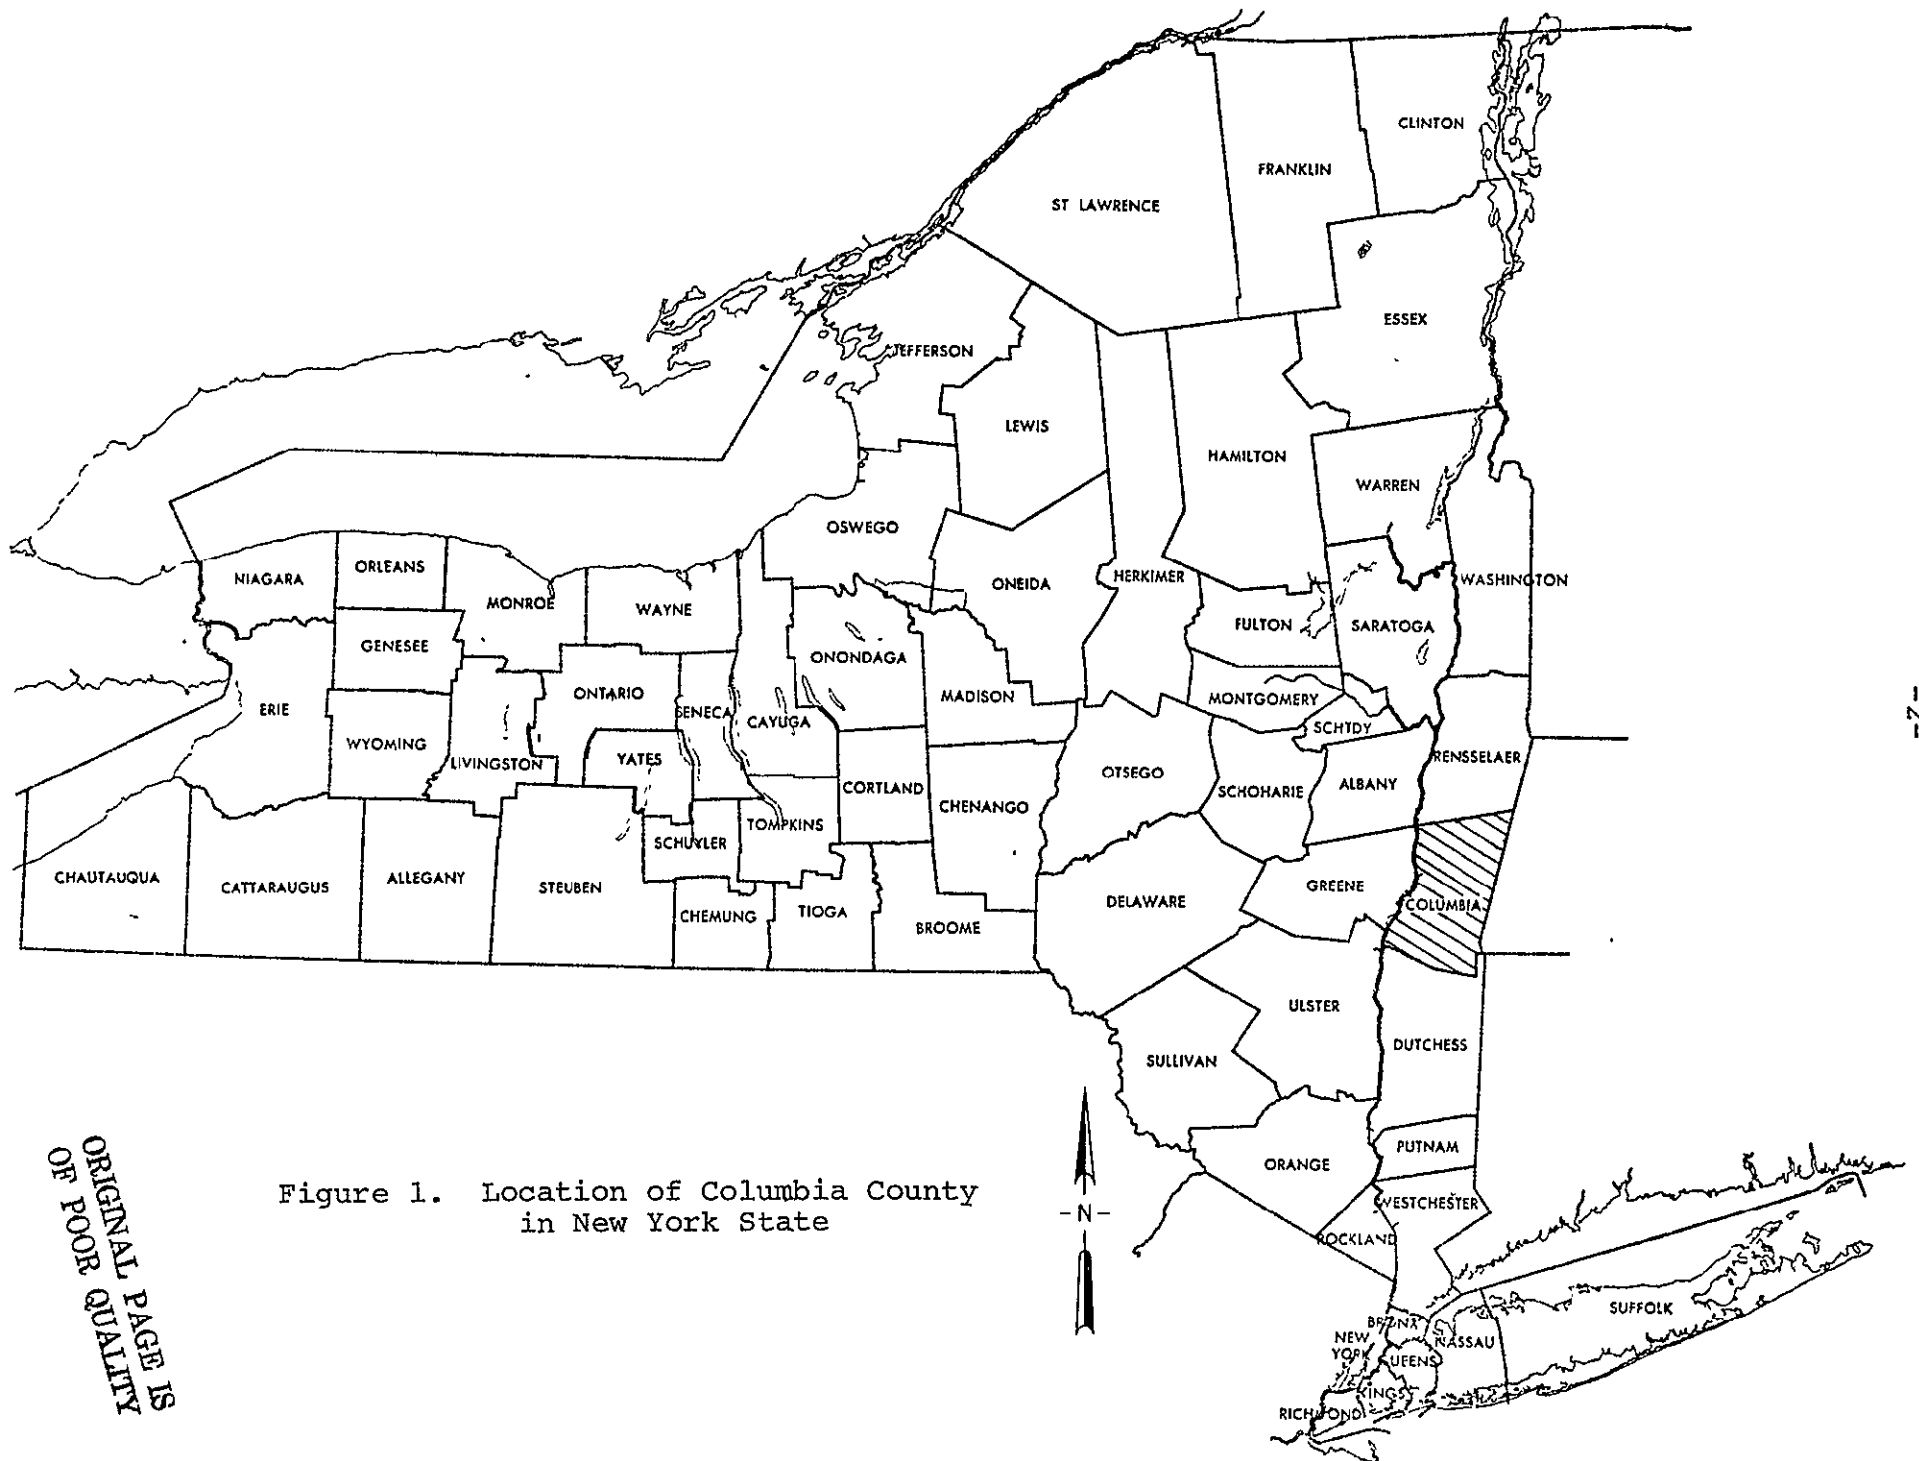 CLINTON
FRANKLIN
ST LAWRENCE
ESSEX
JEFFERSON
LEWIS
HAMILTON
WARREN
OSWEGO
NIAGARA
ORLEANS
MONROE
WAYNE
ONEIDA
HERKIMER
WASHINGTON
GENESEE
ONONDAGA
FULTON
SARATOGA
ERIE
ONTARIO
SENECA
CAYUGA
MADISON
MONTGOMERY
SCHTDY
-7-
WYOMING
LIVINGSTON
YATES
CORTLAND
CHENANGO
OTSEGO
SCHOHARIE
ALBANY
RENSSELAER
TOMPKINS
SCHUYLER
CHAUTAUQUA
CATTARAUGUS
ALLEGANY
STEUBEN
CHEMUNG
TIOGA
BROOME
DELAWARE
GREENE
COLUMBIA
ULSTER
SULLIVAN
DUTCHESS
PUTNAM
ORANGE
WESTCHESTER
ROCKLAND
SUFFOLK
BRONX
NEW
YORK
NASSAU
QUEENS
KINGS
RICHMOND
-N-
Figure 1. Location of Columbia County
in New York State
ORIGINAL PAGE IS
OF POOR QUALITY